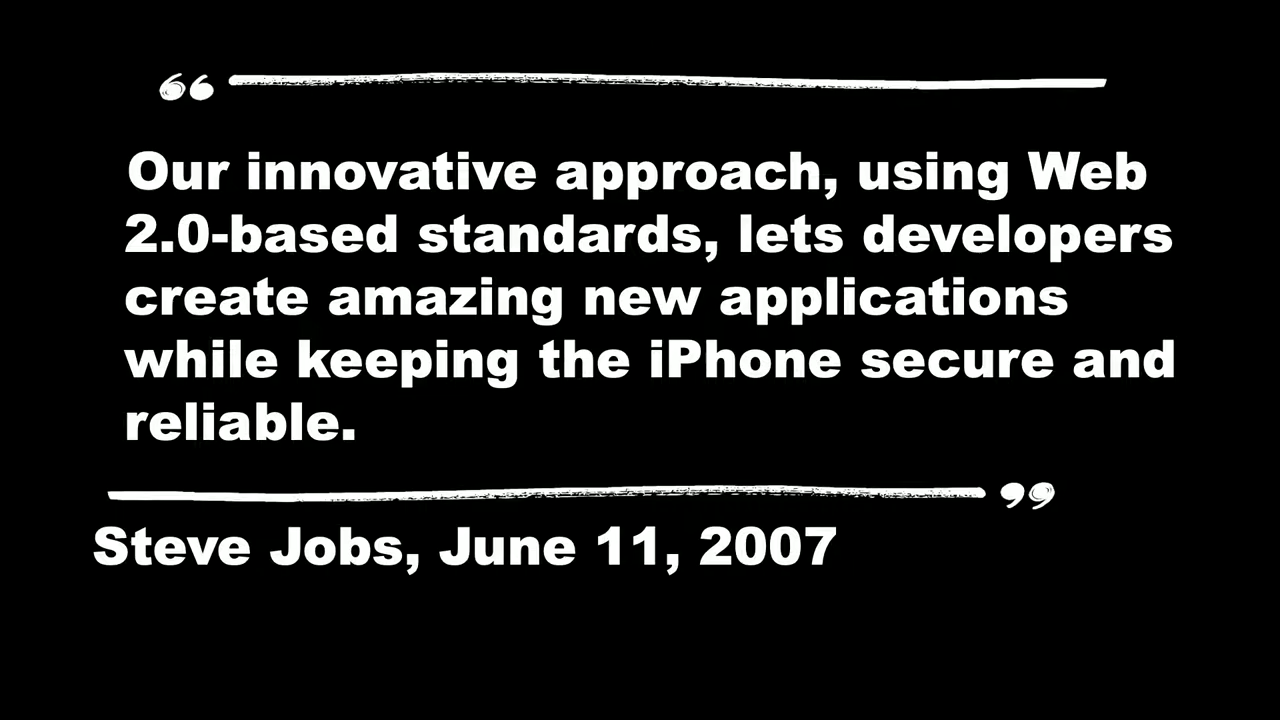 “
Our innovative approach, using Web
2.0-based standards, lets developers
create amazing new applications
while keeping the iPhone secure and
reliable.
”
Steve Jobs, June 11, 2007